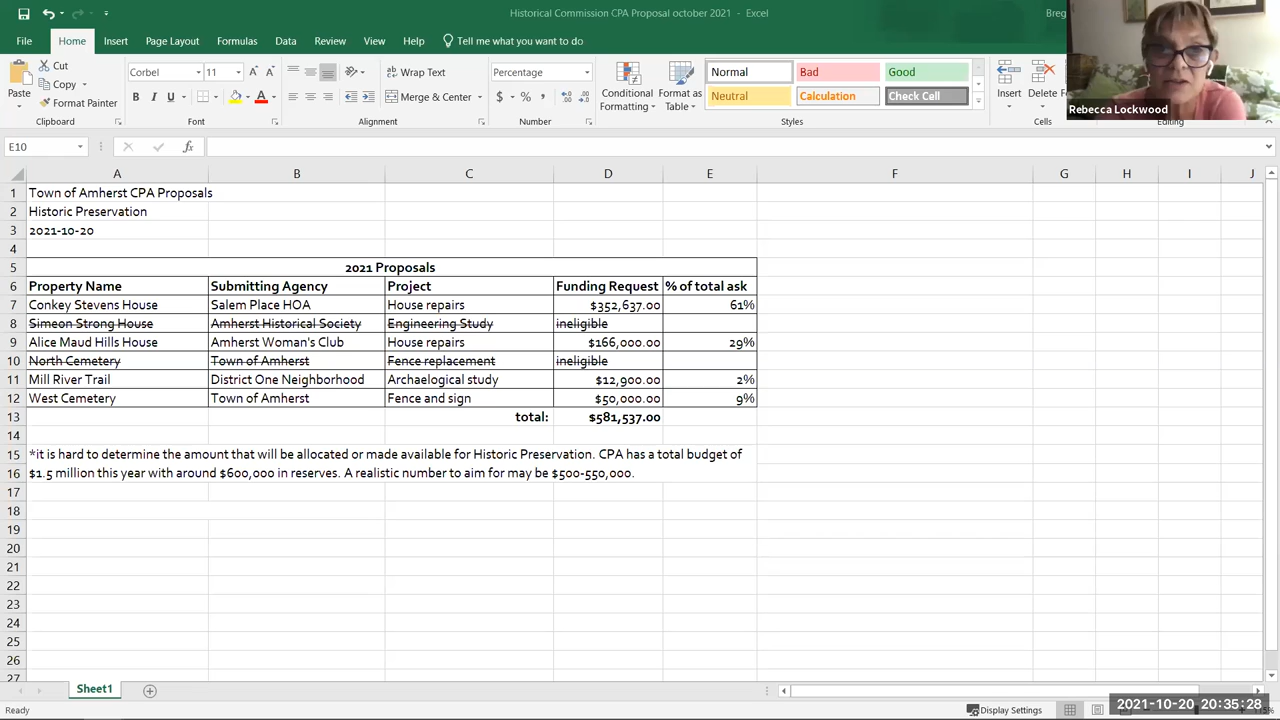 Historical Commission CPA Proposal october 2021 - Excel
Breg
File Home Insert Page Layout Formulas Data Review View Help Tell me what you want to do
Paste Cut Copy Format Painter Clipboard
Corbel 11 A A B I U A Font
Wrap Text Merge & Center Alignment
Percentage $ % , Number
Conditional Formatting Format as Table
Normal Bad Good
Neutral Calculation Check Cell
Styles
Insert Delete F
Cells
Editing
Rebecca Lockwood
E10 fx
A B C D E F G H I J
1 Town of Amherst CPA Proposals
2 Historic Preservation
3 2021-10-20
4
5 2021 Proposals
6 Property Name Submitting Agency Project Funding Request % of total ask
7 Conkey Stevens House Salem Place HOA House repairs $352,637.00 61%
8 Simeon Strong House Amherst Historical Society Engineering Study ineligible
9 Alice Maud Hills House Amherst Woman's Club House repairs $166,000.00 29%
10 North Cemetery Town of Amherst Fence replacement ineligible
11 Mill River Trail District One Neighborhood Archaelogical study $12,900.00 2%
12 West Cemetery Town of Amherst Fence and sign $50,000.00 9%
13 total: $581,537.00
14
15 *it is hard to determine the amount that will be allocated or made available for Historic Preservation. CPA has a total budget of
16 $1.5 million this year with around $600,000 in reserves. A realistic number to aim for may be $500-550,000.
17
18
19
20
21
22
23
24
25
26
27
Sheet1
Ready Display Settings
2021-10-20 20:35:28